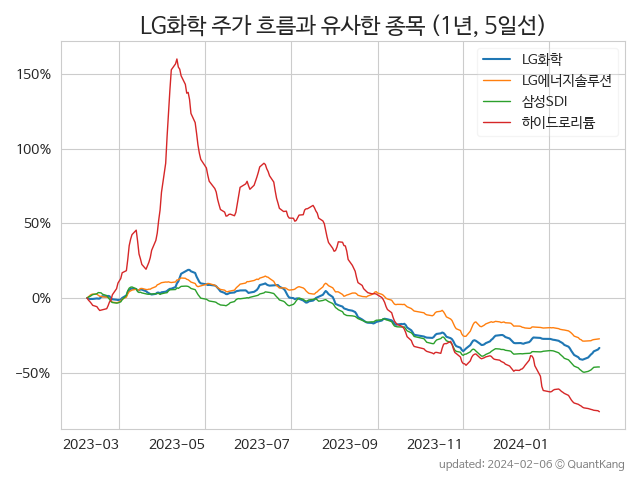 LG화학 주가 흐름과 유사한 종목 (1년, 5일선)
LG화학
LG에너지솔루션
삼성SDI
하이드로리튬
150%
100%
50%
0%
−50%
2023-03 2023-05 2023-07 2023-09 2023-11 2024-01
updated: 2024-02-06 © QuantKang